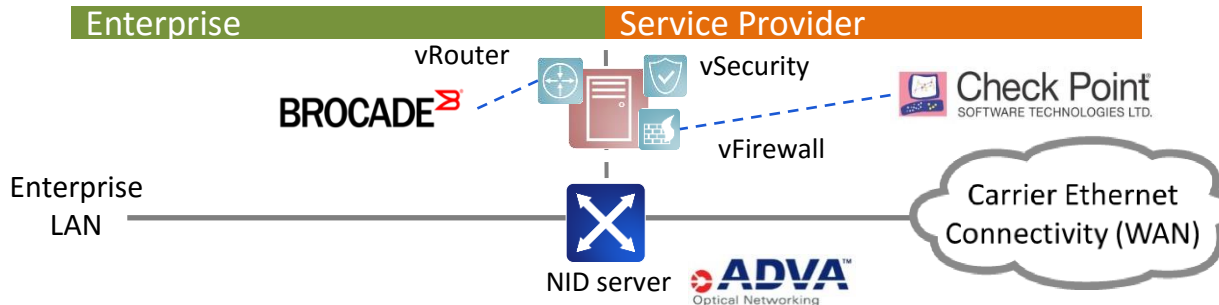 Enterprise
Service Provider
vRouter
vSecurity
BROCADE
Check Point
SOFTWARE TECHNOLOGIES LTD.
vFirewall
Enterprise
LAN
Carrier Ethernet
Connectivity (WAN)
NID server
ADVA™
Optical Networking